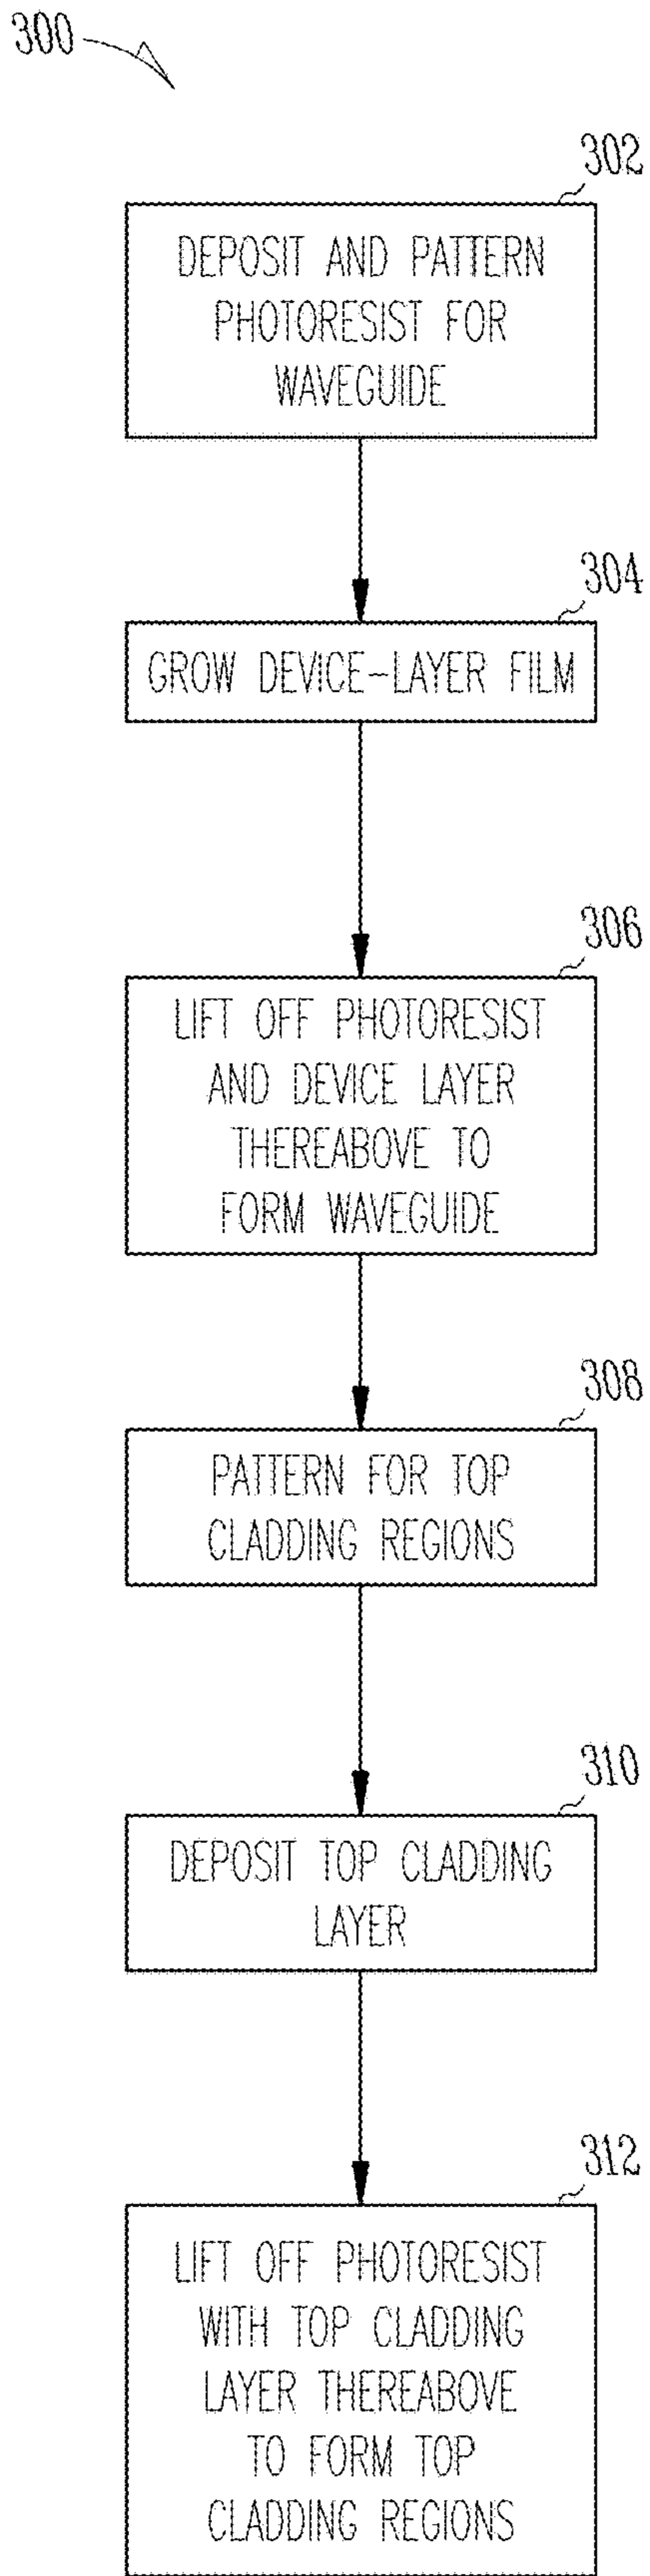 300
302
DEPOSIT AND PATTERN
PHOTORESIST FOR
WAVEGUIDE
304
GROW DEVICE-LAYER FILM
306
LIFT OFF PHOTORESIST
AND DEVICE LAYER
THEREABOVE TO
FORM WAVEGUIDE
308
PATTERN FOR TOP
CLADDING REGIONS
310
DEPOSIT TOP CLADDING
LAYER
312
LIFT OFF PHOTORESIST
WITH TOP CLADDING
LAYER THEREABOVE
TO FORM TOP
CLADDING REGIONS